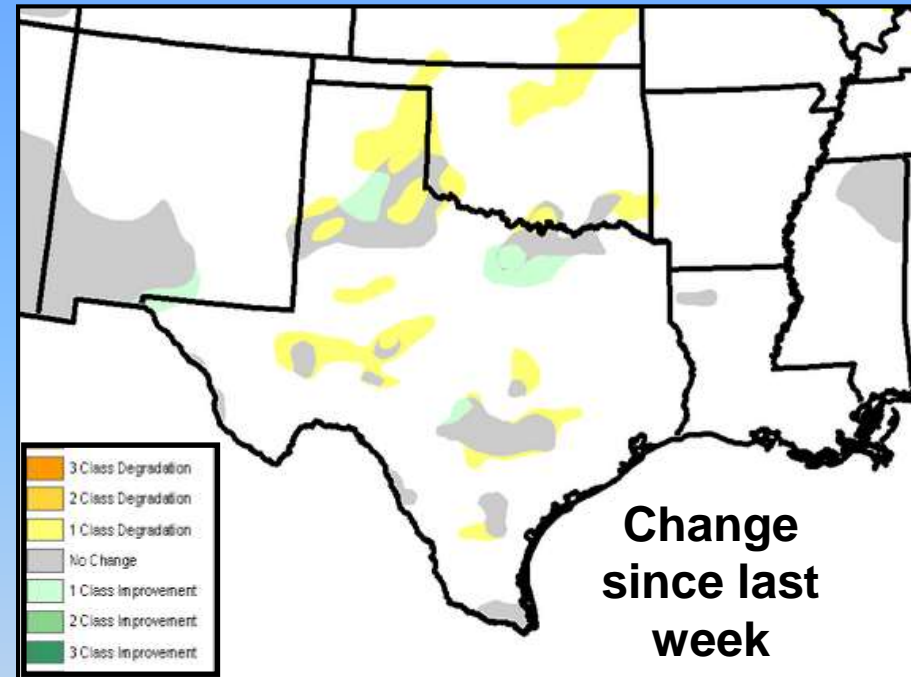 3 Class Degradation
2 Class Degradation
1 Class Degradation
No Change
1 Class Improvement
2 Class Improvement
3 Class Improvement
Change
since last
week